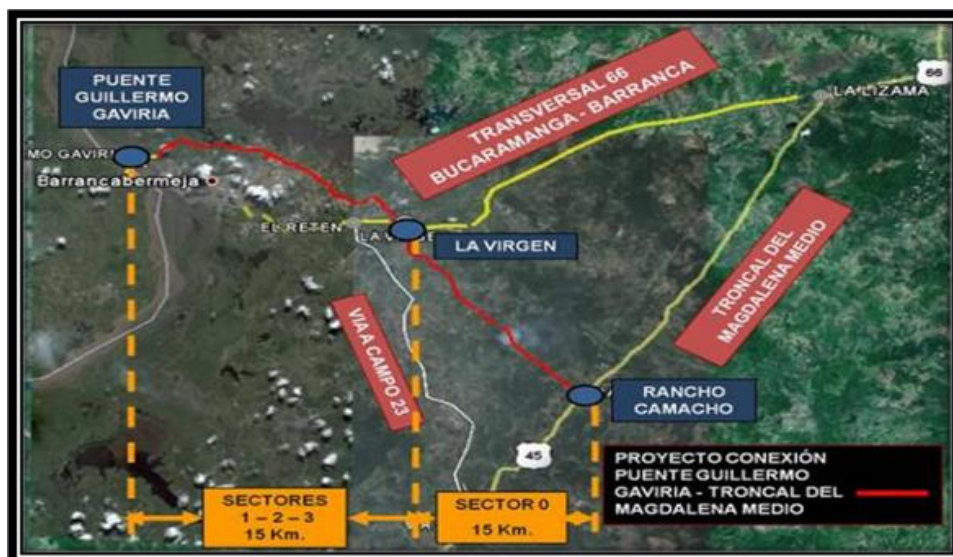 PUENTE
GUILLERMO
GAVIRIA
TRANSVERSAL 66
BUCARAMANGA - BARRANCA
66
LA LIZAMA
MO GAVIRI
Barrancabermeja
EL RETEN
LA VIRGEN
TRONCAL DEL
MAGDALENA MEDIO
VIA A CAMPO 23
RANCHO
CAMACHO
45
SECTORES
1 – 2 – 3
15 Km.
SECTOR 0
15 Km.
PROYECTO CONEXIÓN
PUENTE GUILLERMO
GAVIRIA - TRONCAL DEL
MAGDALENA MEDIO